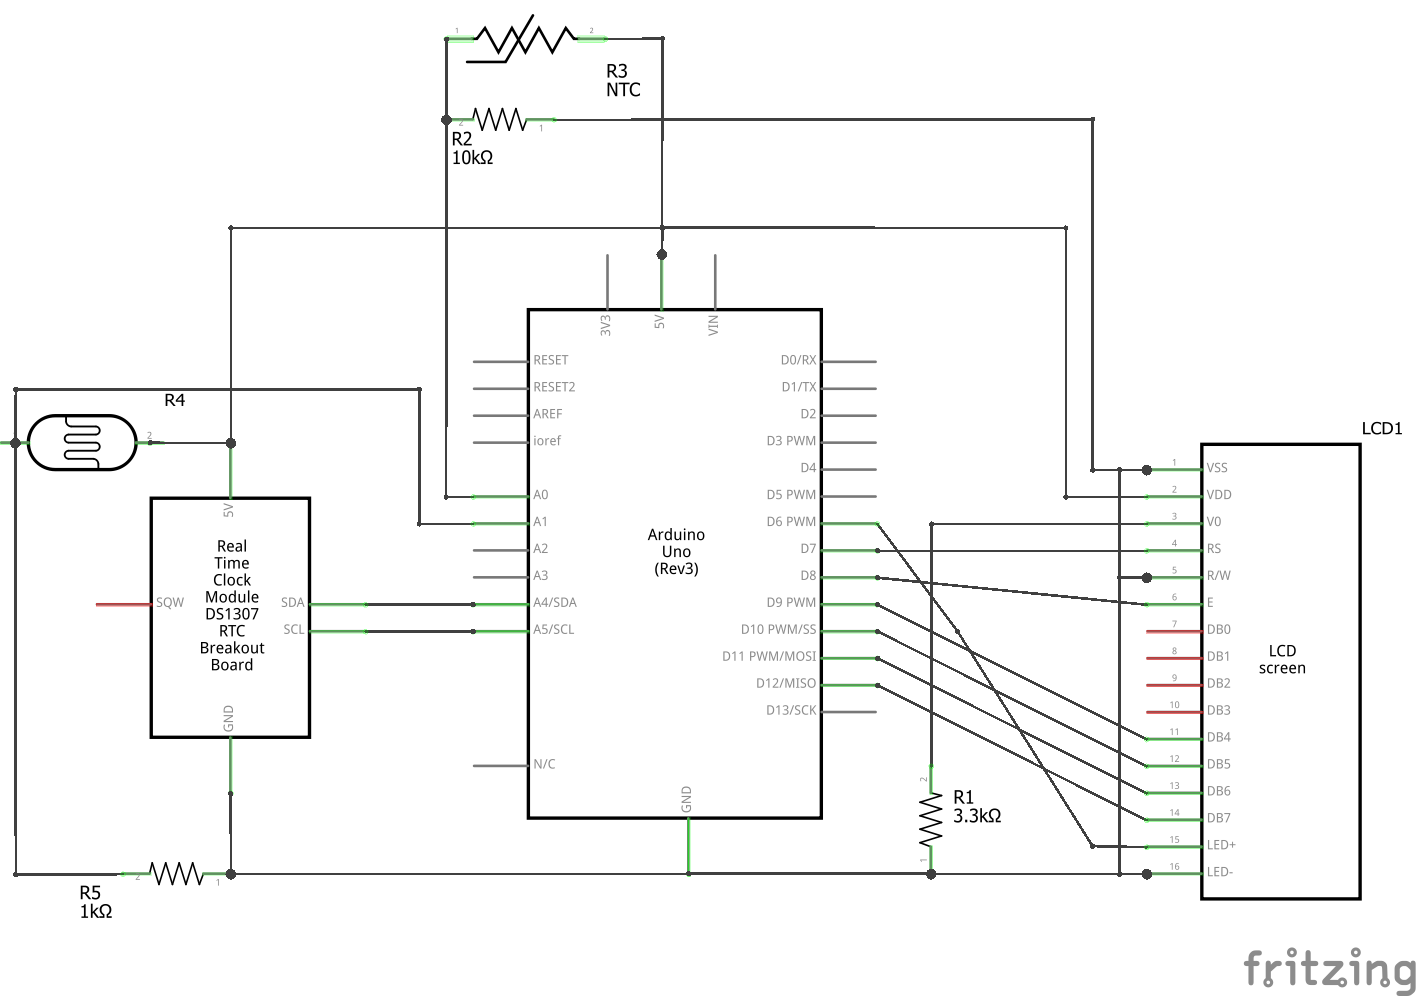 1
2
R3
NTC
2
1
R2
10kΩ
3V3
5V
VIN
RESET
RESET2
AREF
ioref
A0
A1
A2
A3
A4/SDA
A5/SCL
N/C
Arduino
Uno
(Rev3)
D0/RX
D1/TX
D2
D3 PWM
D4
D5 PWM
D6 PWM
D7
D8
D9 PWM
D10 PWM/SS
D11 PWM/MOSI
D12/MISO
D13/SCK
GND
R4
2
5V
Real
Time
Clock
Module
DS1307
RTC
Breakout
Board
SQW
SDA
SCL
GND
R5
1kΩ
2
1
2
R1
3.3kΩ
1
LCD1
1 VSS
2 VDD
3 V0
4 RS
5 R/W
6 E
7 DB0
8 DB1
9 DB2
10 DB3
11 DB4
12 DB5
13 DB6
14 DB7
15 LED+
16 LED-
LCD
screen
fritzing